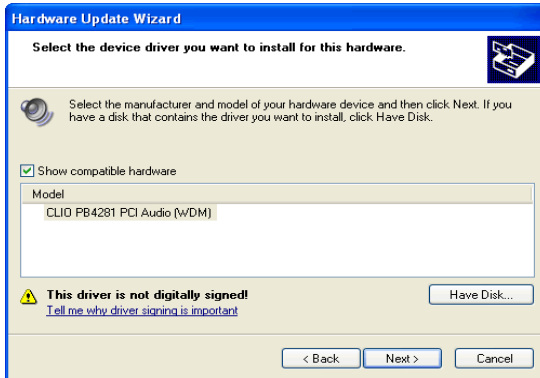 Hardware Update Wizard
Select the device driver you want to install for this hardware.
Select the manufacturer and model of your hardware device and then click Next. If you
have a disk that contains the driver you want to install, click Have Disk.
Show compatible hardware
Model
CLIO PB4281 PCI Audio (WDM)
This driver is not digitally signed!
Tell me why driver signing is important
Have Disk...
< Back
Next >
Cancel